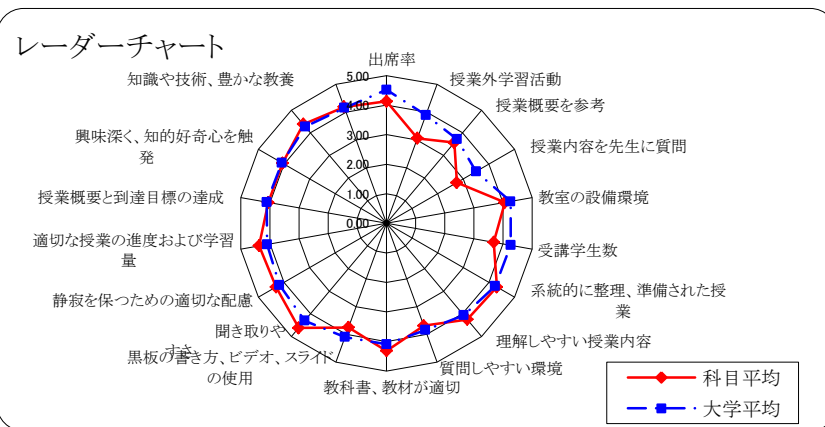 レーダーチャート
出席率
授業外学習活動
授業概要を参考
授業内容を先生に質問
教室の設備環境
受講学生数
系統的に整理、準備された授
業
理解しやすい授業内容
質問しやすい環境
教科書、教材が適切
黒板の書き方、ビデオ、スライド
の使用
聞き取りや
すさ
静寂を保つための適切な配慮
適切な授業の進度および学習
量
授業概要と到達目標の達成
興味深く、知的好奇心を触
発
知識や技術、豊かな教養
5.00
4.00
3.00
2.00
1.00
0.00
科目平均
大学平均